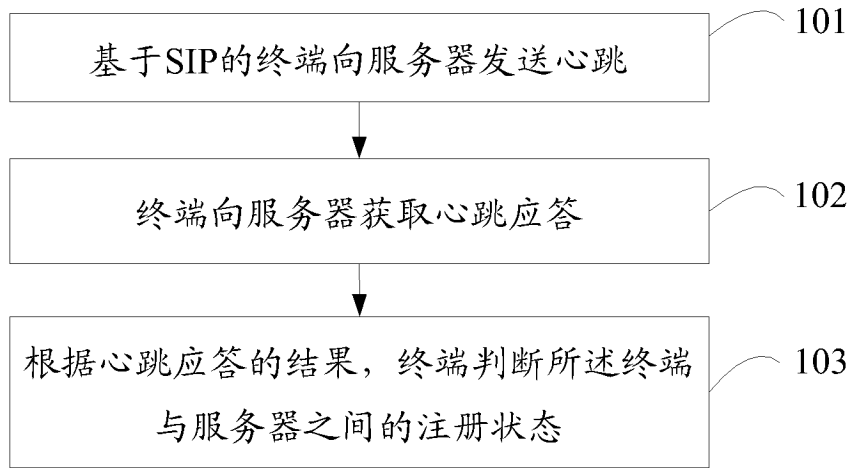 基于SIP的终端向服务器发送心跳
101
终端向服务器获取心跳应答
102
根据心跳应答的结果，终端判断所述终端
与服务器之间的注册状态
103